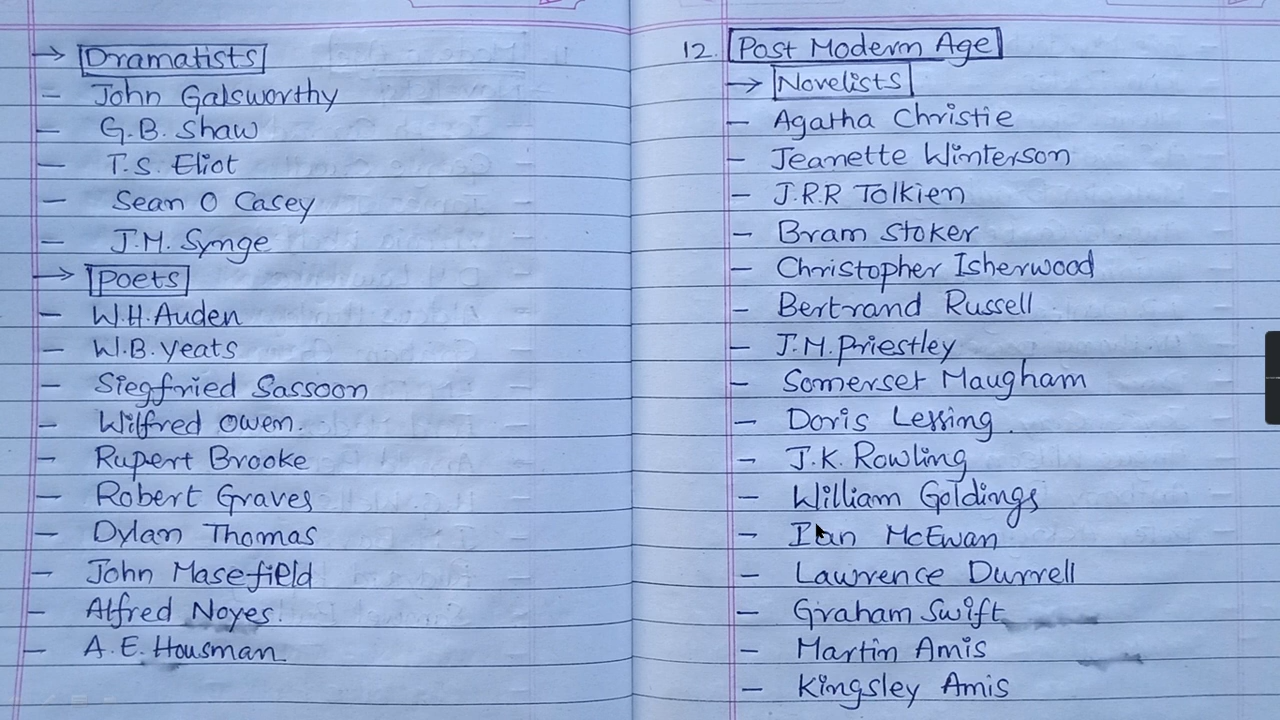 → Dramatists
- John Galsworthy
- G.B. Shaw
- T.S. Eliot
- Sean O Casey
- J.M. Synge
→ Poets
- W.H. Auden
- W.B. Yeats
- Siegfried Sassoon
- Wilfred Owen.
- Rupert Brooke
- Robert Graves
- Dylan Thomas
- John Masefield
- Alfred Noyes.
- A.E. Housman
12. Post Modern Age
→ Novelists
- Agatha Christie
- Jeanette Winterson
- J.R.R Tolkien
- Bram Stoker
- Christopher Isherwood
- Bertrand Russell
- J.M. Priestley
- Somerset Maugham
- Doris Lessing.
- J.K. Rowling
- William Goldings
- Ian McEwan
- Lawrence Durrell
- Graham Swift
- Martin Amis
- Kingsley Amis